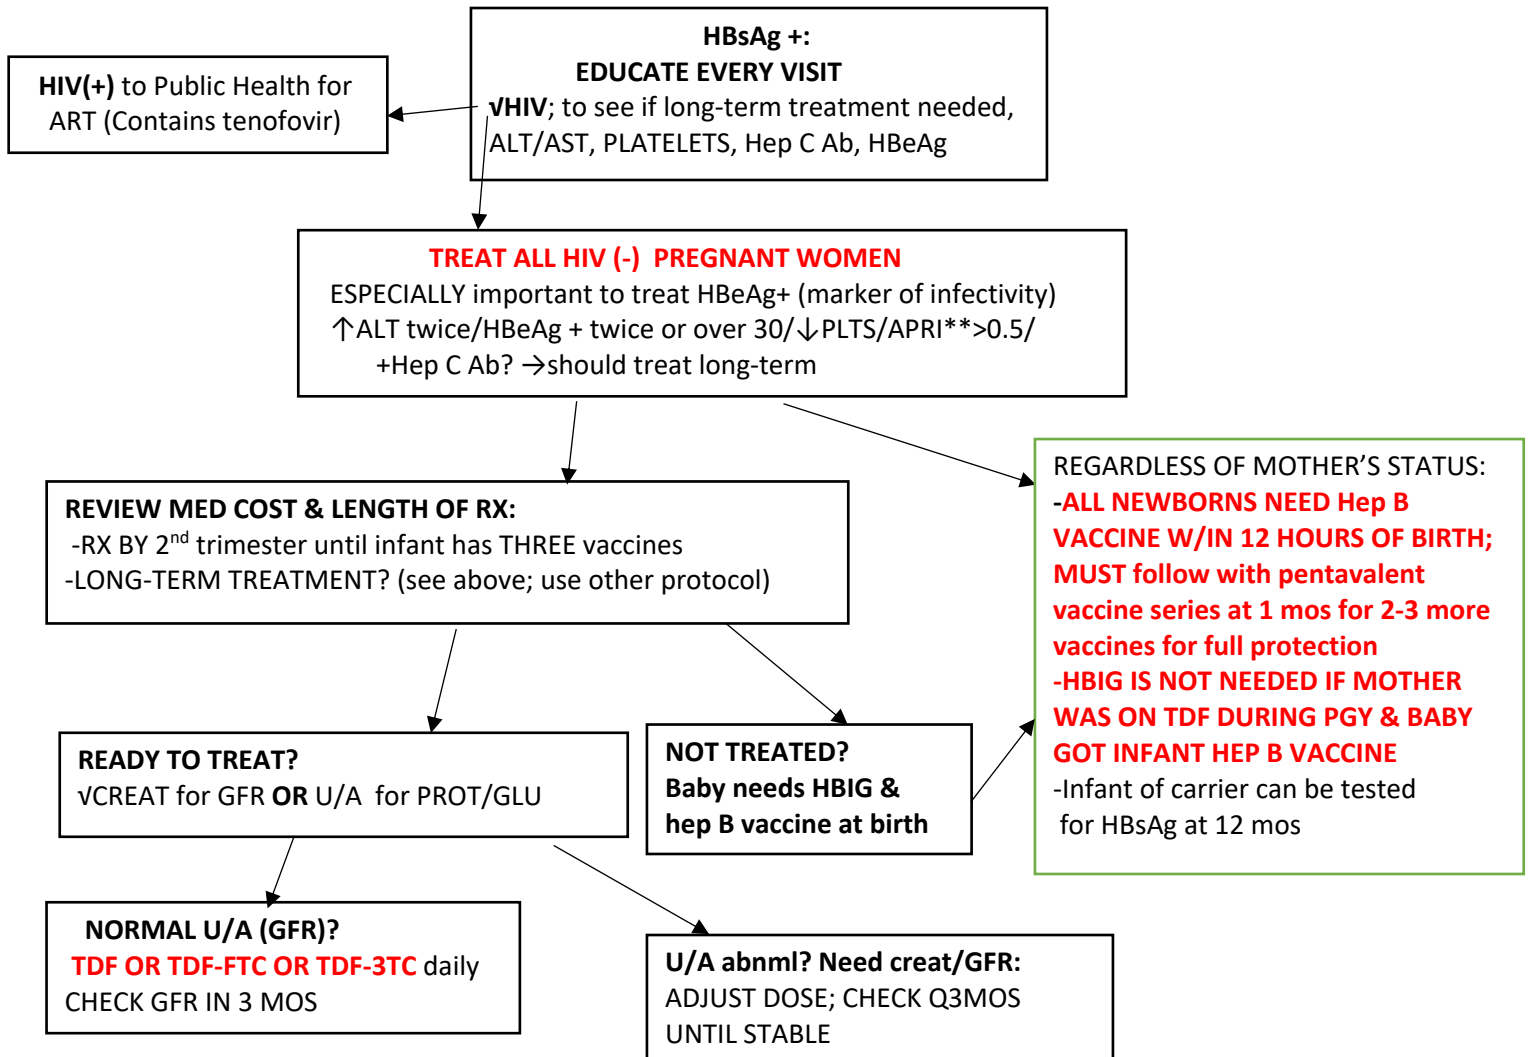 HBsAg +:
EDUCATE EVERY VISIT
√HIV; to see if long-term treatment needed,
ALT/AST, PLATELETS, Hep C Ab, HBeAg
HIV(+) to Public Health for
ART (Contains tenofovir)
TREAT ALL HIV (-) PREGNANT WOMEN
ESPECIALLY important to treat HBeAg+ (marker of infectivity)
↑ALT twice/HBeAg + twice or over 30/↓PLTS/APRI**>0.5/
+Hep C Ab? →should treat long-term
REVIEW MED COST & LENGTH OF RX:
-RX BY 2nd trimester until infant has THREE vaccines
-LONG-TERM TREATMENT? (see above; use other protocol)
REGARDLESS OF MOTHER'S STATUS:
-ALL NEWBORNS NEED Hep B
VACCINE W/IN 12 HOURS OF BIRTH;
MUST follow with pentavalent
vaccine series at 1 mos for 2-3 more
vaccines for full protection
-HBIG IS NOT NEEDED IF MOTHER
WAS ON TDF DURING PGY & BABY
GOT INFANT HEP B VACCINE
-Infant of carrier can be tested
for HBsAg at 12 mos
READY TO TREAT?
√CREAT for GFR OR U/A for PROT/GLU
NOT TREATED?
Baby needs HBIG &
hep B vaccine at birth
NORMAL U/A (GFR)?
TDF OR TDF-FTC OR TDF-3TC daily
CHECK GFR IN 3 MOS
U/A abnml? Need creat/GFR:
ADJUST DOSE; CHECK Q3MOS
UNTIL STABLE